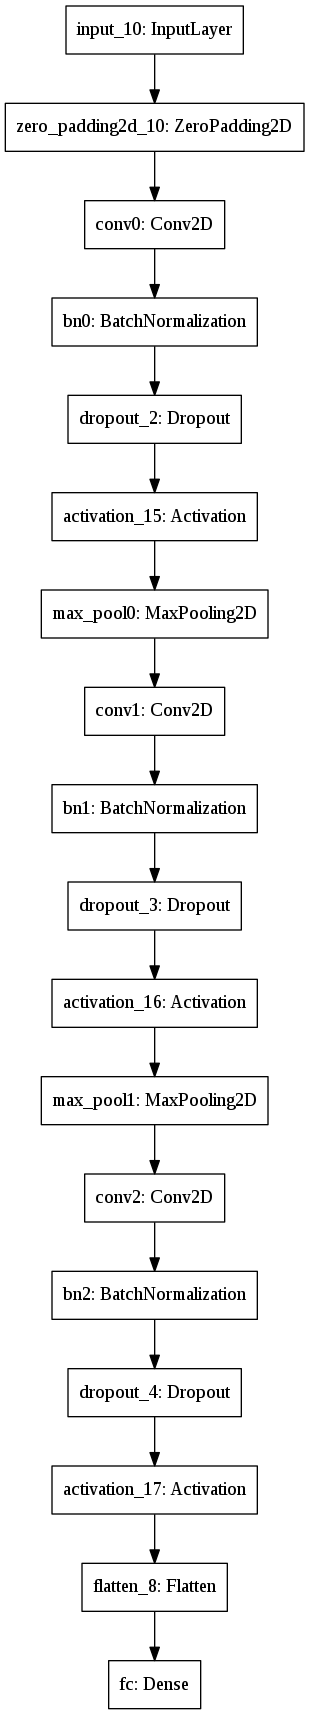 input_10: InputLayer
zero_padding2d_10: ZeroPadding2D
conv0: Conv2D
bn0: BatchNormalization
dropout_2: Dropout
activation_15: Activation
max_pool0: MaxPooling2D
conv1: Conv2D
bn1: BatchNormalization
dropout_3: Dropout
activation_16: Activation
max_pool1: MaxPooling2D
conv2: Conv2D
bn2: BatchNormalization
dropout_4: Dropout
activation_17: Activation
flatten_8: Flatten
fc: Dense